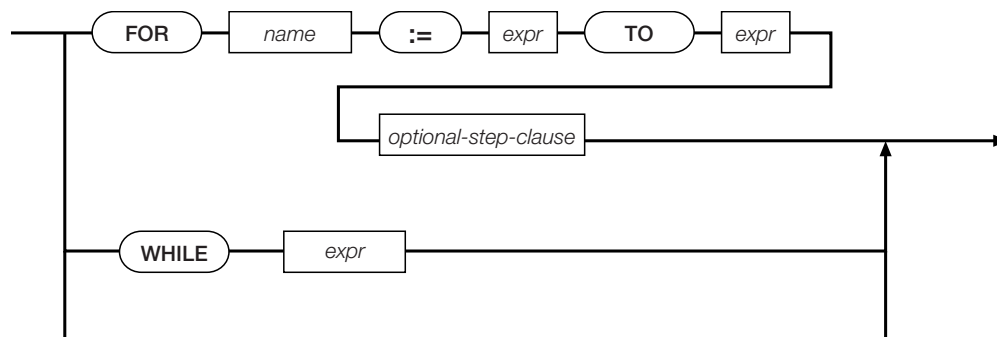 FOR name := expr TO expr
optional-step-clause
WHILE expr